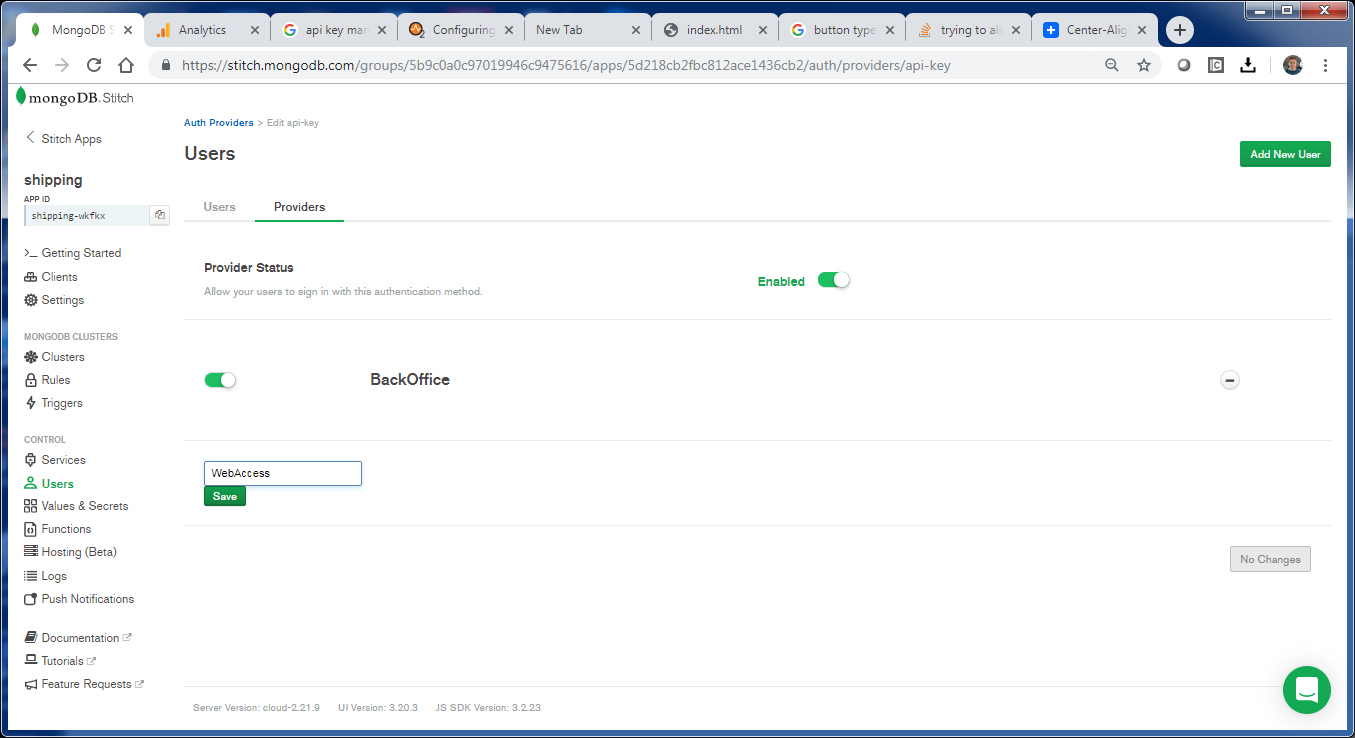 MongoDB S
Analytics
api key man
Configuring
New Tab
index.html
button type
trying to ali
Center-Alig
https://stitch.mongodb.com/groups/5b9c0a0c97019946c9475616/apps/5d218cb2fbc812ace1436cb2/auth/providers/api-key
mongoDB.Stitch
Stitch Apps
shipping
APP ID
shipping-wkfkx
>_ Getting Started
Clients
Settings
MONGODB CLUSTERS
Clusters
Rules
Triggers
CONTROL
Services
Users
Values & Secrets
Functions
Hosting (Beta)
Logs
Push Notifications
Documentation
Tutorials
Feature Requests
Auth Providers > Edit api-key
Users
Add New User
Users
Providers
Provider Status
Allow your users to sign in with this authentication method.
Enabled
BackOffice
WebAccess
Save
No Changes
Server Version: cloud-2.21.9
UI Version: 3.20.3
JS SDK Version: 3.2.23